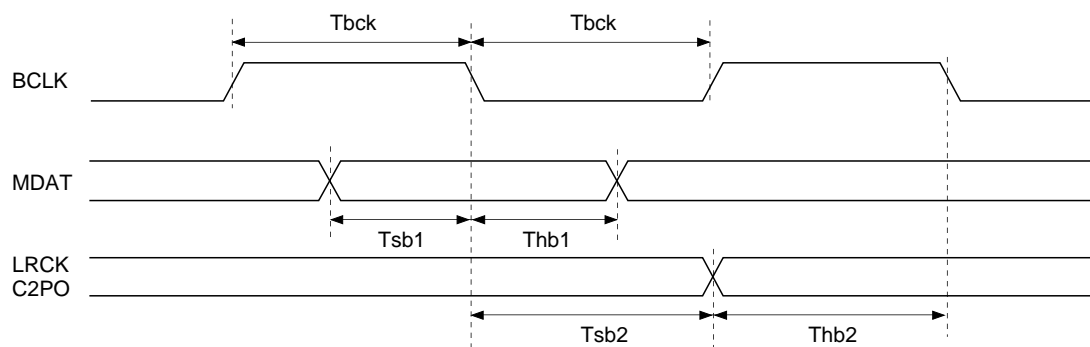 Tbck Tbck
BCLK
MDAT
Tsb1 Thb1
LRCK
C2PO
Tsb2 Thb2